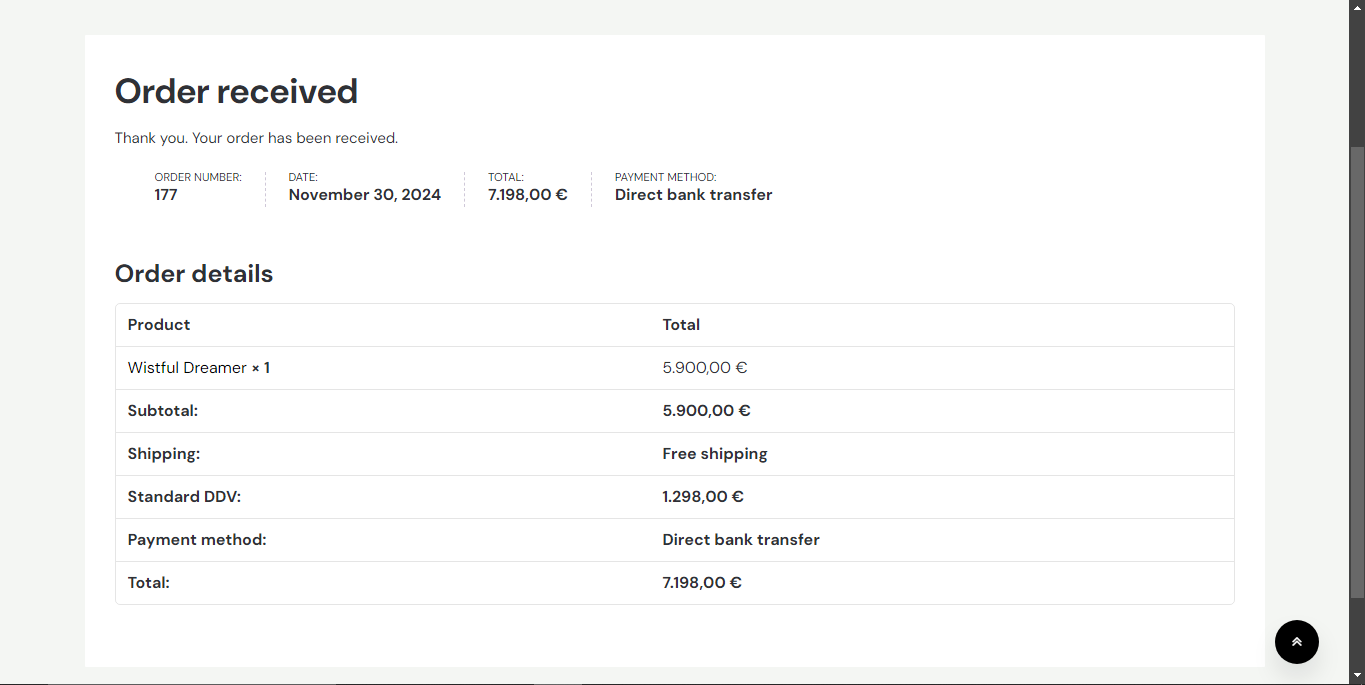 Order received
Thank you. Your order has been received.
ORDER NUMBER: DATE: TOTAL: PAYMENT METHOD:
177 November 30, 2024 7.198,00 € Direct bank transfer
Order details
Product Total
Wistful Dreamer × 1 5.900,00 €
Subtotal: 5.900,00 €
Shipping: Free shipping
Standard DDV: 1.298,00 €
Payment method: Direct bank transfer
Total: 7.198,00 €